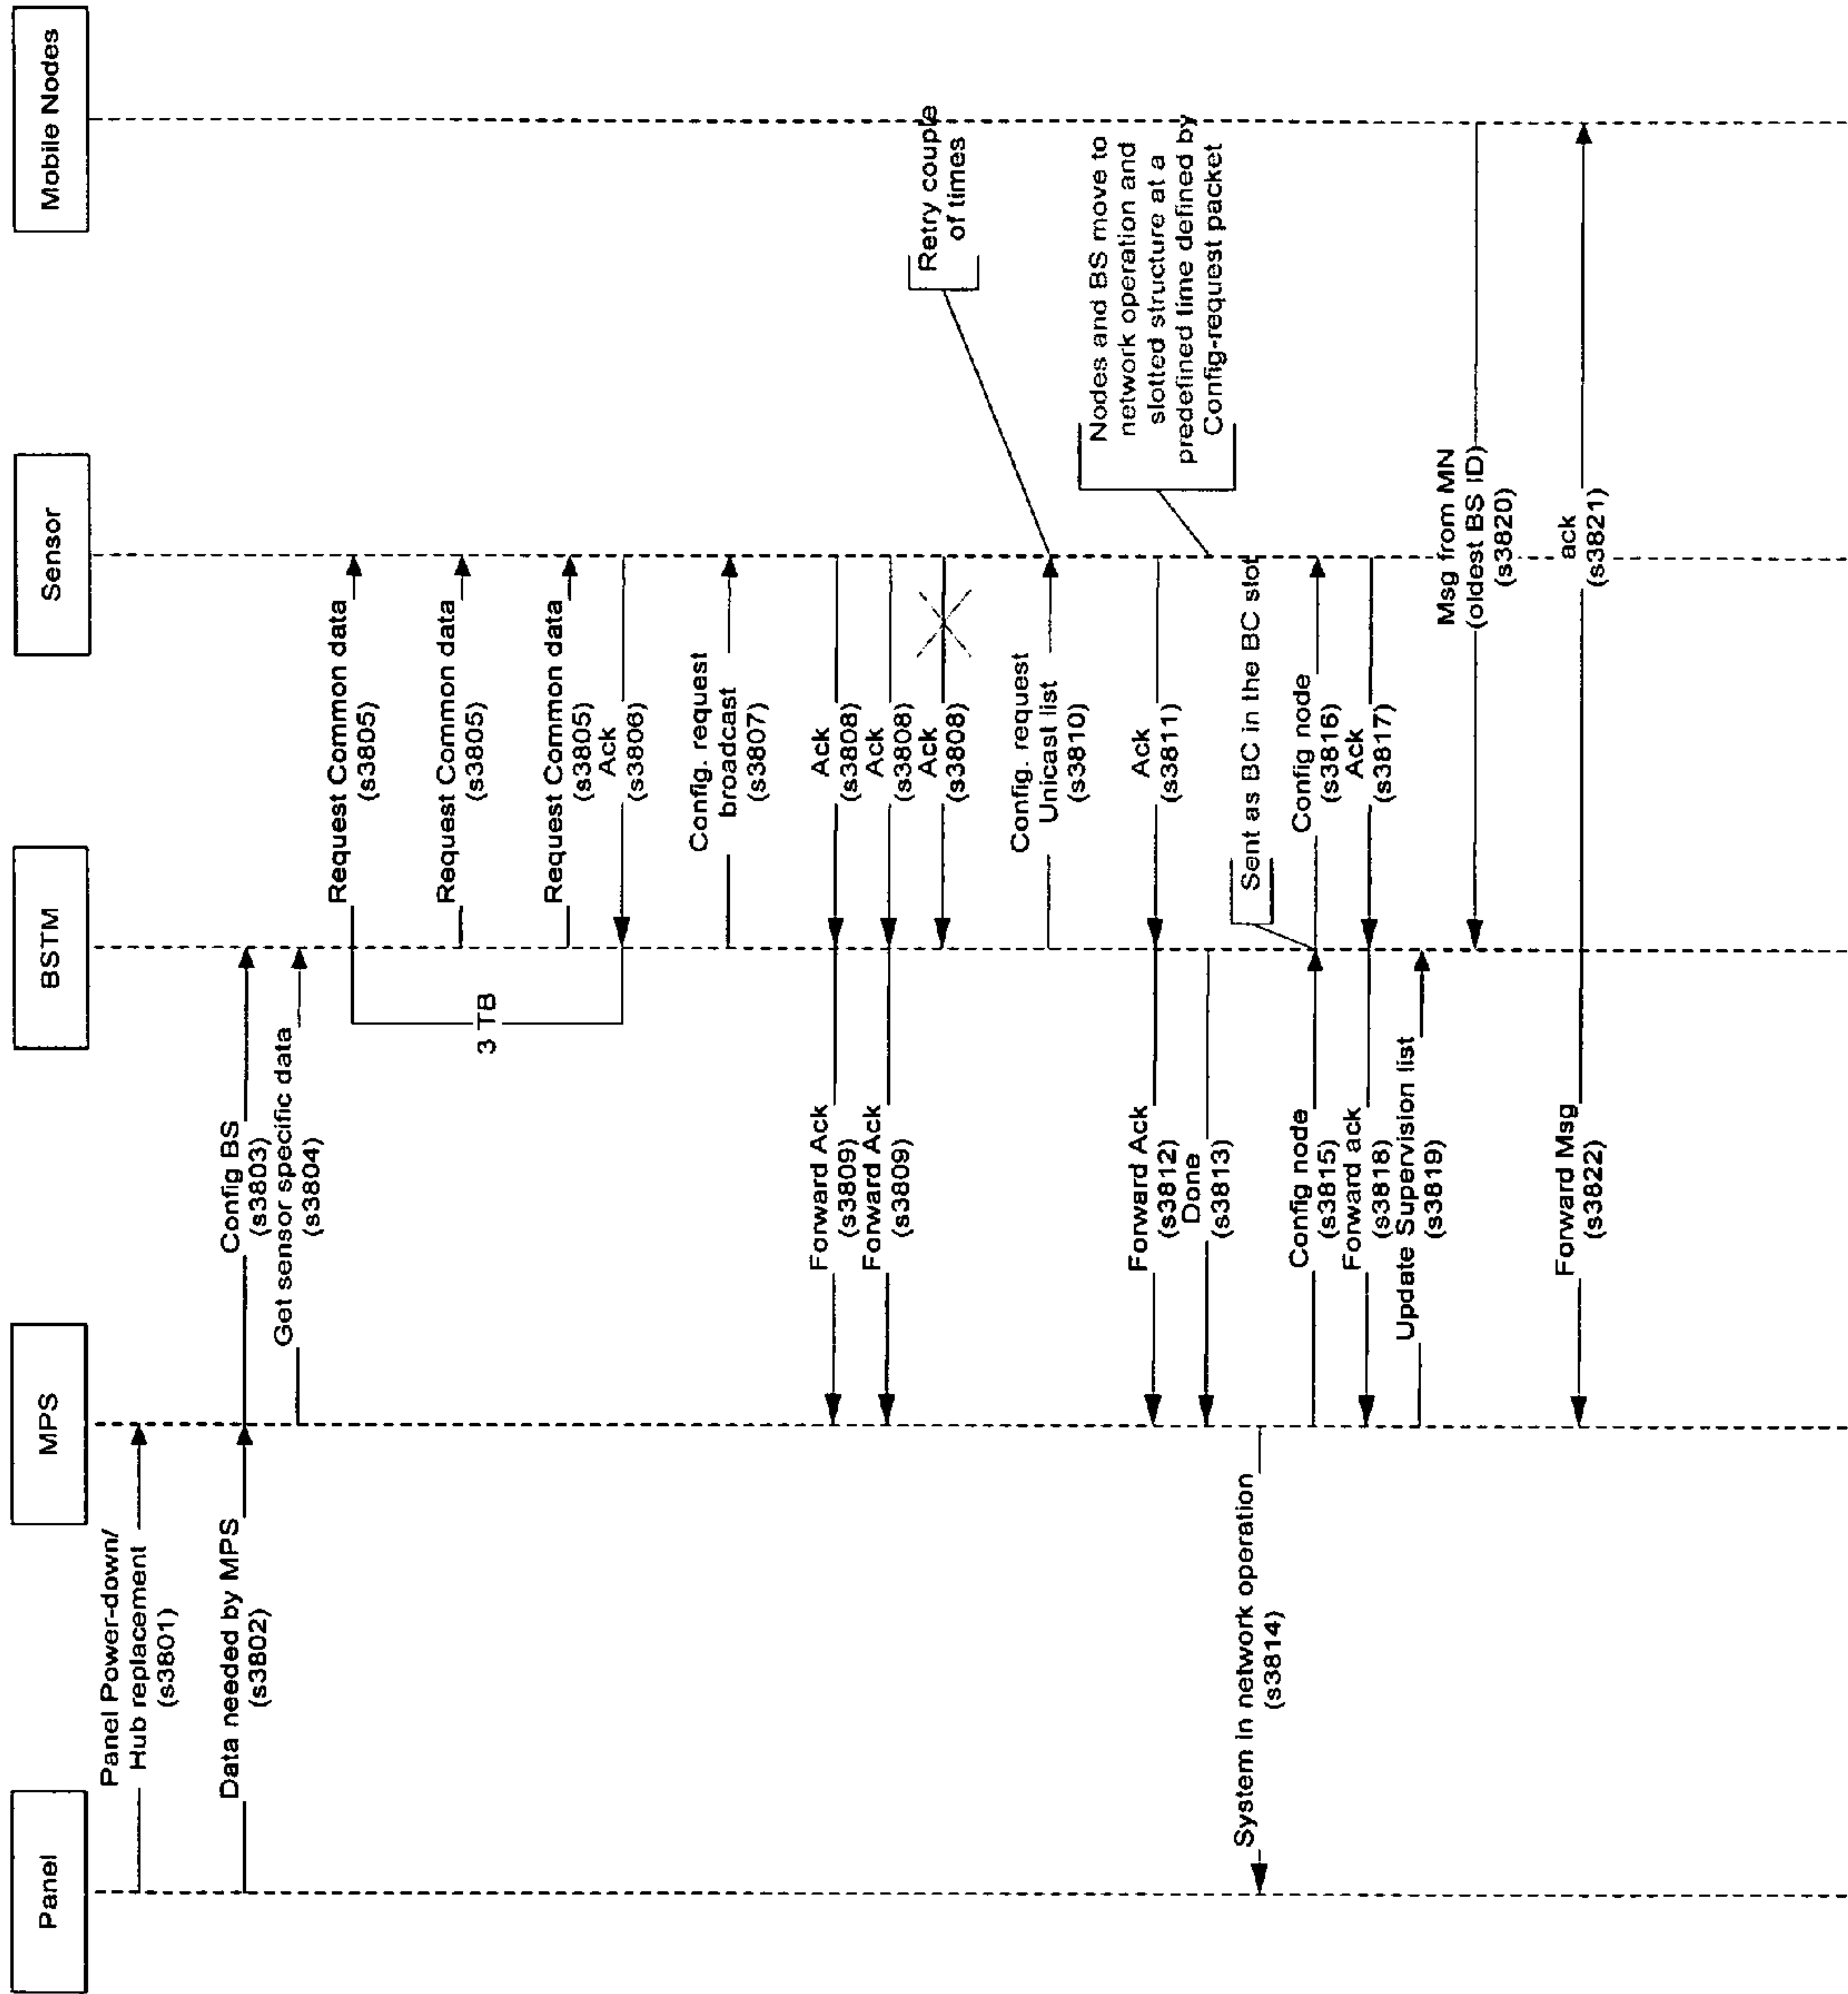 Panel
MPS
BSTM
Sensor
Mobile Nodes
Panel Power-down/
Hub replacement
(s3801)
Data needed by MPS
(s3802)
Config BS
(s3803)
Get sensor specific data
(s3804)
Request Common data
(s3805)
Request Common data
(s3805)
Request Common data
(s3805)
Ack
(s3806)
3 TB
Config. request
broadcast
(s3807)
Ack
(s3808)
Ack
(s3808)
Ack
(s3808)
Forward Ack
(s3809)
Forward Ack
(s3809)
Retry couple
of times
Config. request
Unicast list
(s3810)
Ack
(s3811)
Forward Ack
(s3812)
Done
(s3813)
Nodes and BS move to
network operation and
slotted structure at a
predefined time defined by
Config-request packet
System in network operation
(s3814)
Sent as BC in the BC slot
Config node
(s3815)
Config node
(s3816)
Ack
(s3817)
Forward ack
(s3818)
Update Supervision list
(s3819)
Msg from MN
(oldest BS ID)
(s3820)
ack
(s3821)
Forward Msg
(s3822)